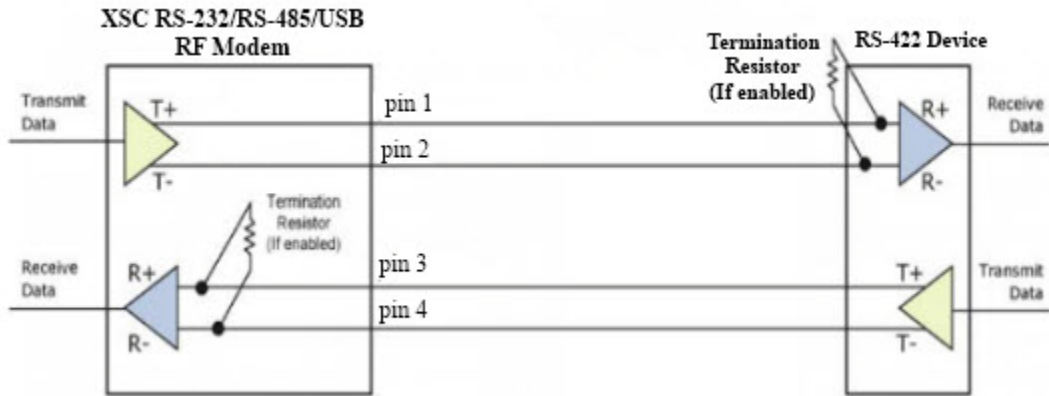 XSC RS-232/RS-485/USB
RF Modem
Termination
Resistor
(If enabled)
RS-422 Device
Transmit
Data
T+
T-
pin 1
pin 2
R+
R-
Receive
Data
Termination
Resistor
(If enabled)
Receive
Data
R+
R-
pin 3
pin 4
T+
T-
Transmit
Data